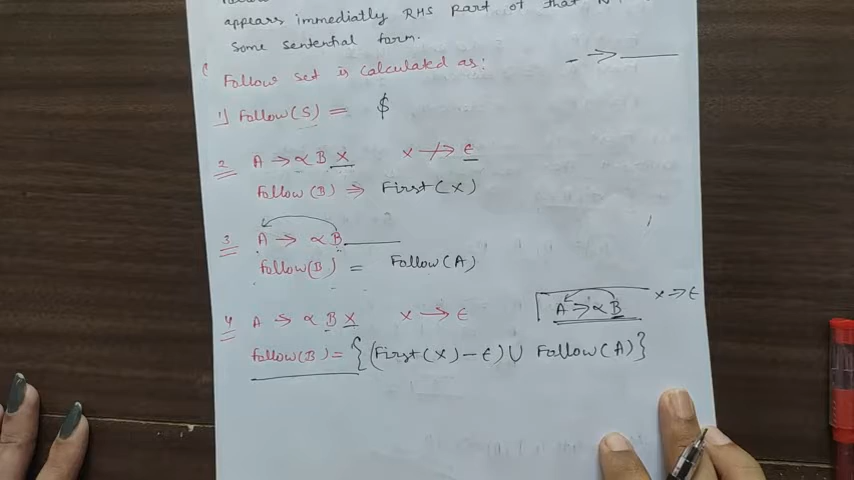 appears immediatly RHS part of that N.T
some sentential form.
Follow set is calculated as:
- → ———
1) Follow(S) = $
2 A → α B X X ↛ ϵ
Follow(B) ⇒ First(X)
3 A → α B
Follow(B) = Follow(A)
4 A → α B X X → ϵ
A → α B X → ϵ
Follow(B) = {(First(X) - ϵ) U Follow(A)}